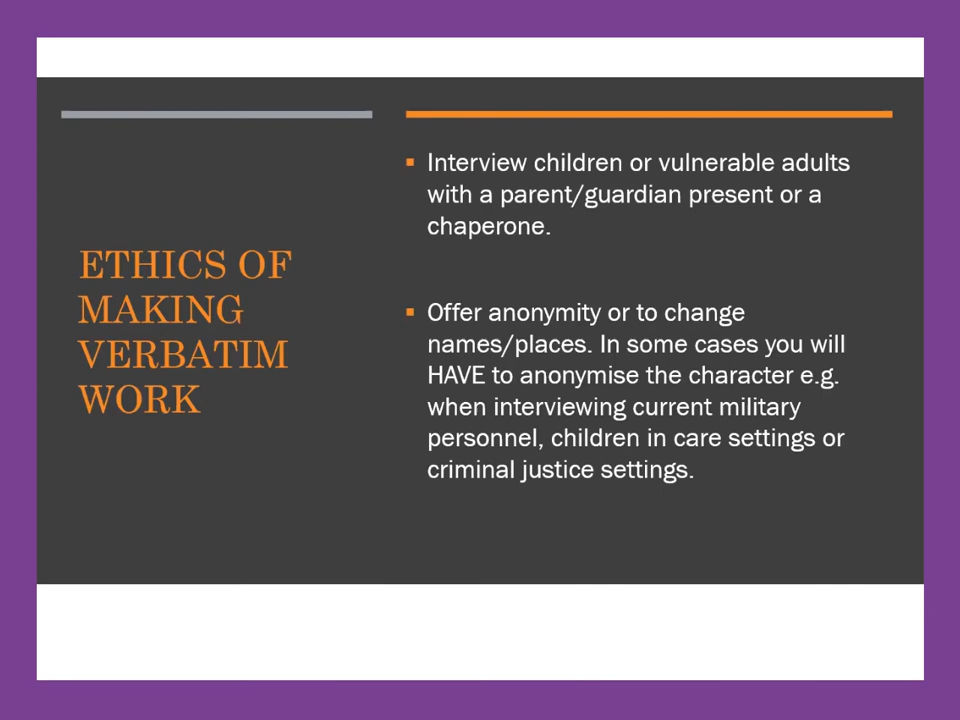 ETHICS OF
MAKING
VERBATIM
WORK
Interview children or vulnerable adults
with a parent/guardian present or a
chaperone.
Offer anonymity or to change
names/places. In some cases you will
HAVE to anonymise the character e.g.
when interviewing current military
personnel, children in care settings or
criminal justice settings.